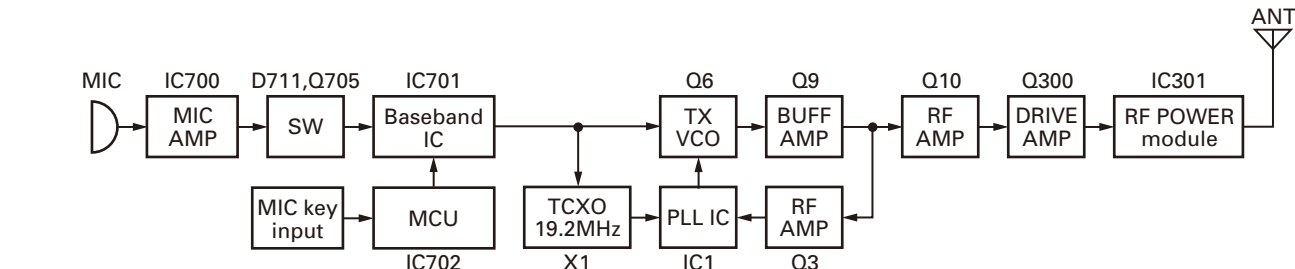 ANT
MIC
IC700
D711,Q705
IC701
Q6
Q9
Q10
Q300
IC301
MIC
AMP
SW
Baseband
IC
TX
VCO
BUFF
AMP
RF
AMP
DRIVE
AMP
RF POWER
module
MIC key
input
MCU
TCXO
19.2MHz
PLL IC
RF
AMP
IC702
X1
IC1
Q3